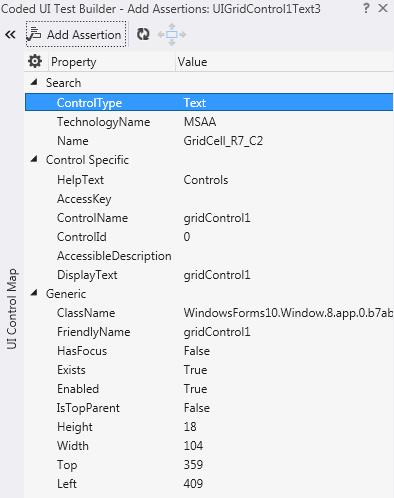 Coded UI Test Builder - Add Assertions: UIGridControl1Text3 ? ×
« Add Assertion
Property Value
Search
ControlType Text
TechnologyName MSAA
Name GridCell_R7_C2
Control Specific
HelpText Controls
AccessKey
ControlName gridControl1
ControlId 0
AccessibleDescription
DisplayText gridControl1
Generic
ClassName WindowsForms10.Window.8.app.0.b7ab
FriendlyName gridControl1
HasFocus False
Exists True
Enabled True
IsTopParent False
Height 18
Width 104
Top 359
Left 409
UI Control Map